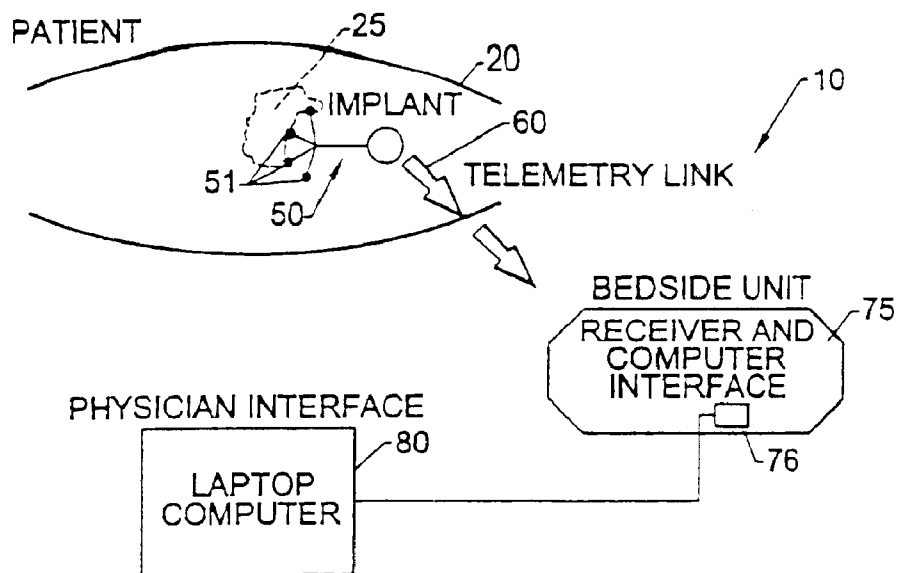 PATIENT
25
20
IMPLANT
10
60
51
50
TELEMETRY LINK
BEDSIDE UNIT
75
RECEIVER AND
COMPUTER
INTERFACE
76
PHYSICIAN INTERFACE
80
LAPTOP
COMPUTER